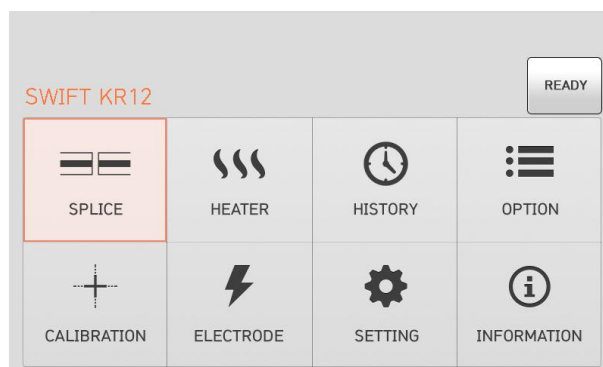 READY
SWIFT KR12
SPLICE
HEATER
HISTORY
OPTION
CALIBRATION
ELECTRODE
SETTING
INFORMATION